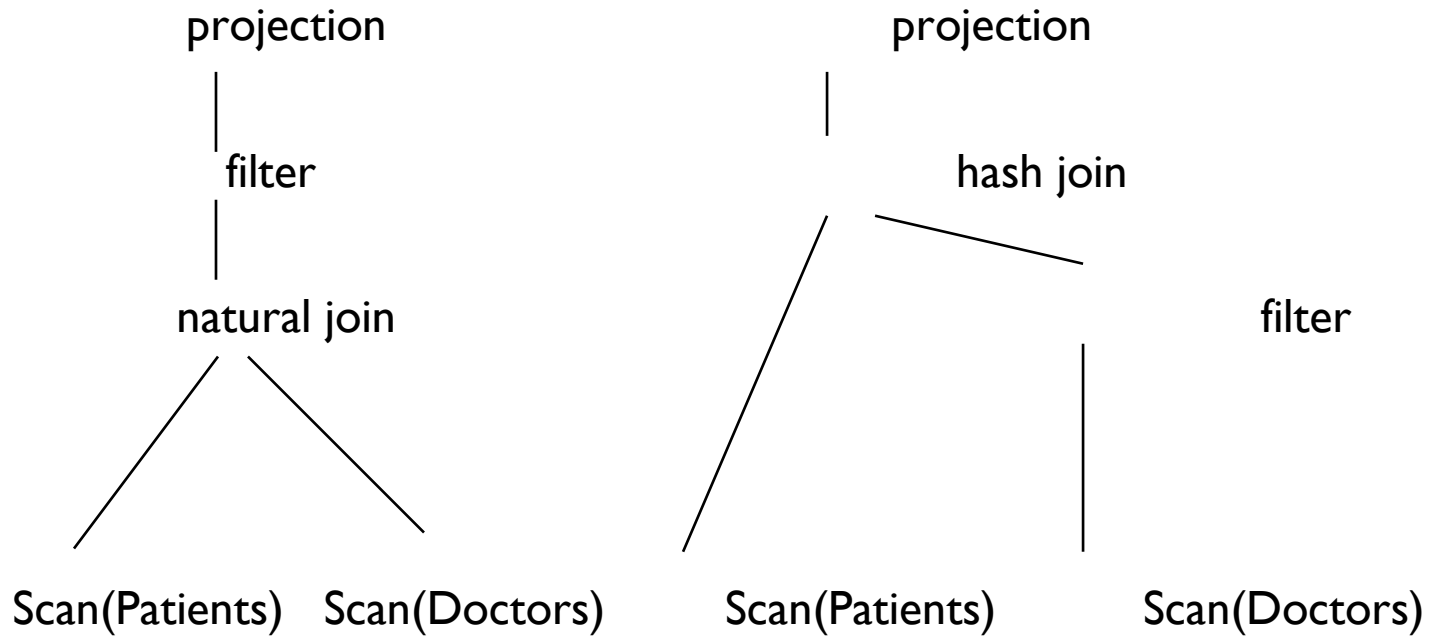 projection
filter
natural join
Scan(Patients) Scan(Doctors)
projection
hash join
filter
Scan(Patients) Scan(Doctors)